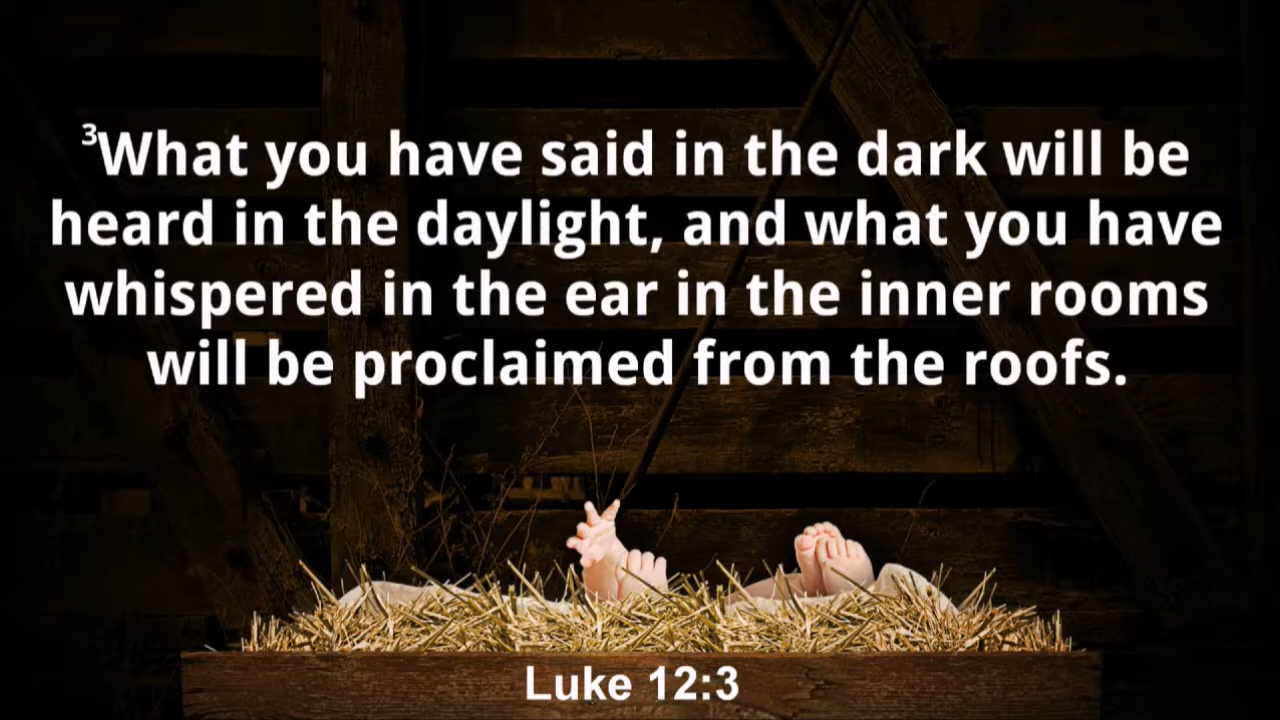 ³What you have said in the dark will be
heard in the daylight, and what you have
whispered in the ear in the inner rooms
will be proclaimed from the roofs.
Luke 12:3